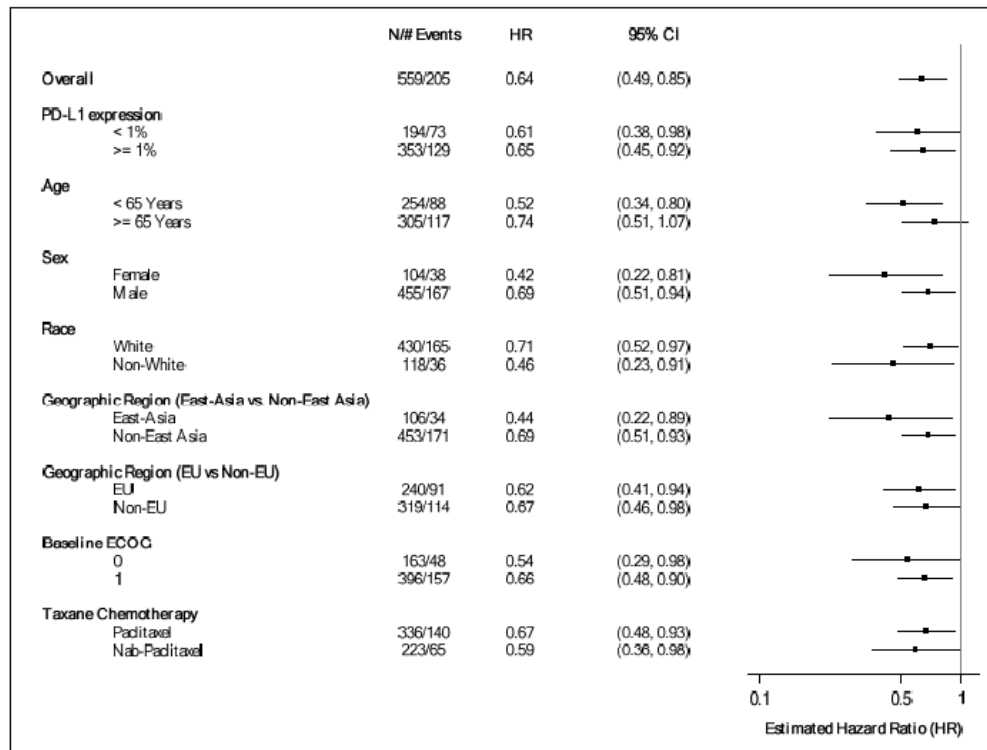 N/# Events HR 95% CI
Overall 559/205 0.64 (0.49, 0.85)
PD-L1 expression
< 1% 194/73 0.61 (0.38, 0.98)
>= 1% 353/129 0.65 (0.45, 0.92)
Age
< 65 Years 254/88 0.52 (0.34, 0.80)
>= 65 Years 305/117 0.74 (0.51, 1.07)
Sex
Female 104/38 0.42 (0.22, 0.81)
Male 455/167 0.69 (0.51, 0.94)
Race
White 430/165 0.71 (0.52, 0.97)
Non-White 118/36 0.46 (0.23, 0.91)
Geographic Region (East-Asia vs. Non-East Asia)
East-Asia 106/34 0.44 (0.22, 0.89)
Non-East Asia 453/171 0.69 (0.51, 0.93)
Geographic Region (EU vs Non-EU)
EU 240/91 0.62 (0.41, 0.94)
Non-EU 319/114 0.67 (0.46, 0.98)
Baseline ECOG
0 163/48 0.54 (0.29, 0.98)
1 396/157 0.66 (0.48, 0.90)
Taxane Chemotherapy
Paclitaxel 336/140 0.67 (0.48, 0.93)
Nab-Paclitaxel 223/65 0.59 (0.36, 0.98)
0.1 0.5 1
Estimated Hazard Ratio (HR)